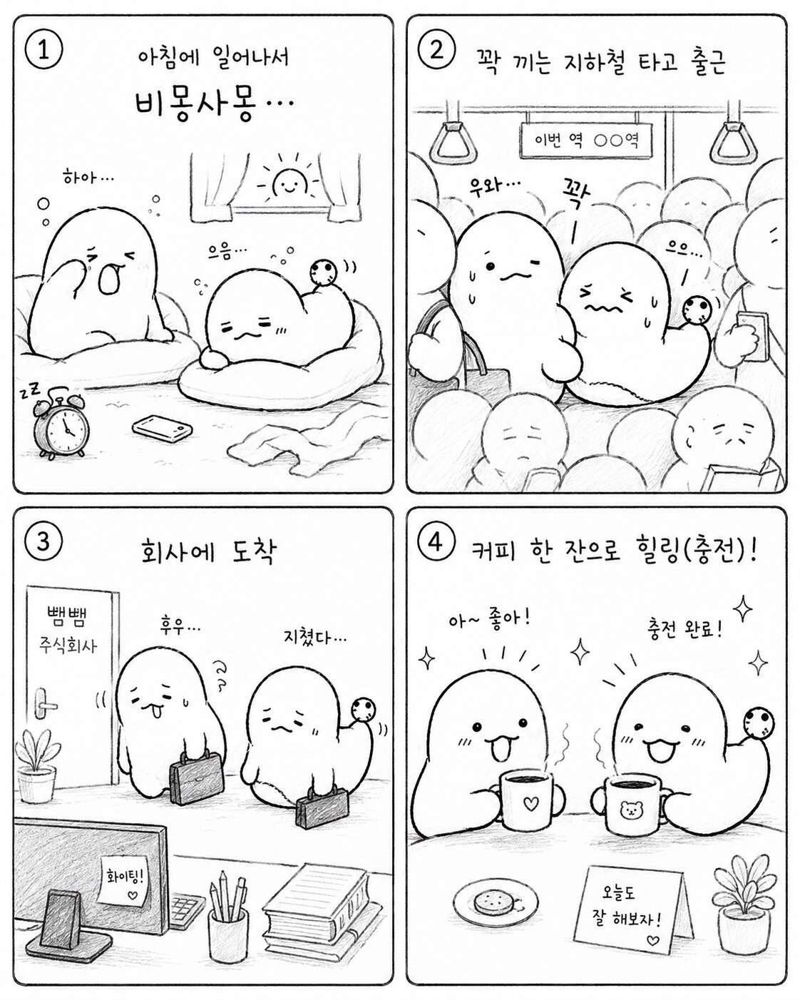 1
아침에 일어나서
비몽사몽…
하아…
으음…
zZ
2
꽉 끼는 지하철 타고 출근
이번 역 ○○역
우와…
꽉
으으…
3
회사에 도착
뺌뺌
주식회사
후우…
지쳤다…
화이팅!
4
커피 한 잔으로 힐링(충전)!
아~ 좋아!
충전 완료!
오늘도
잘 해보자!